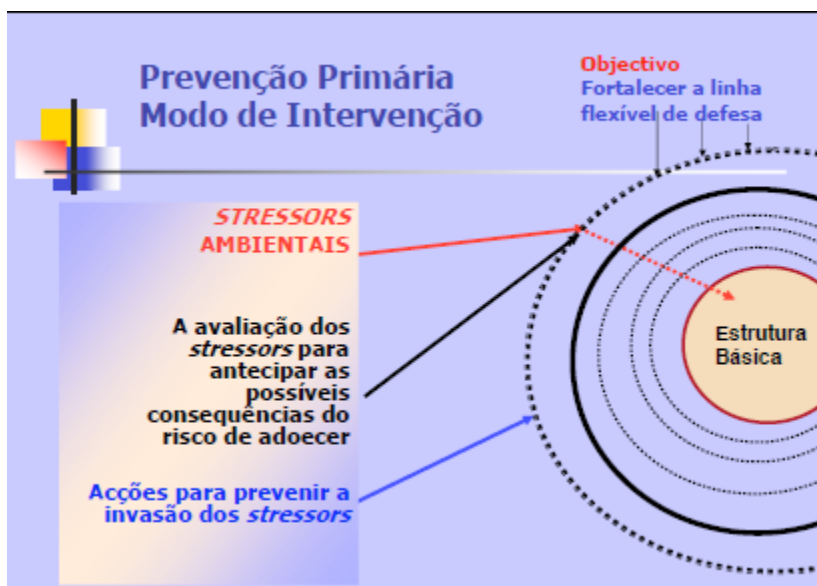 Prevenção Primária
Modo de Intervenção
Objectivo
Fortalecer a linha
flexível de defesa
STRESSORS
AMBIENTAIS
A avaliação dos
stressors para
antecipar as
possíveis
consequências do
risco de adoecer
Acções para prevenir a
invasão dos stressors
Estrutura
Básica